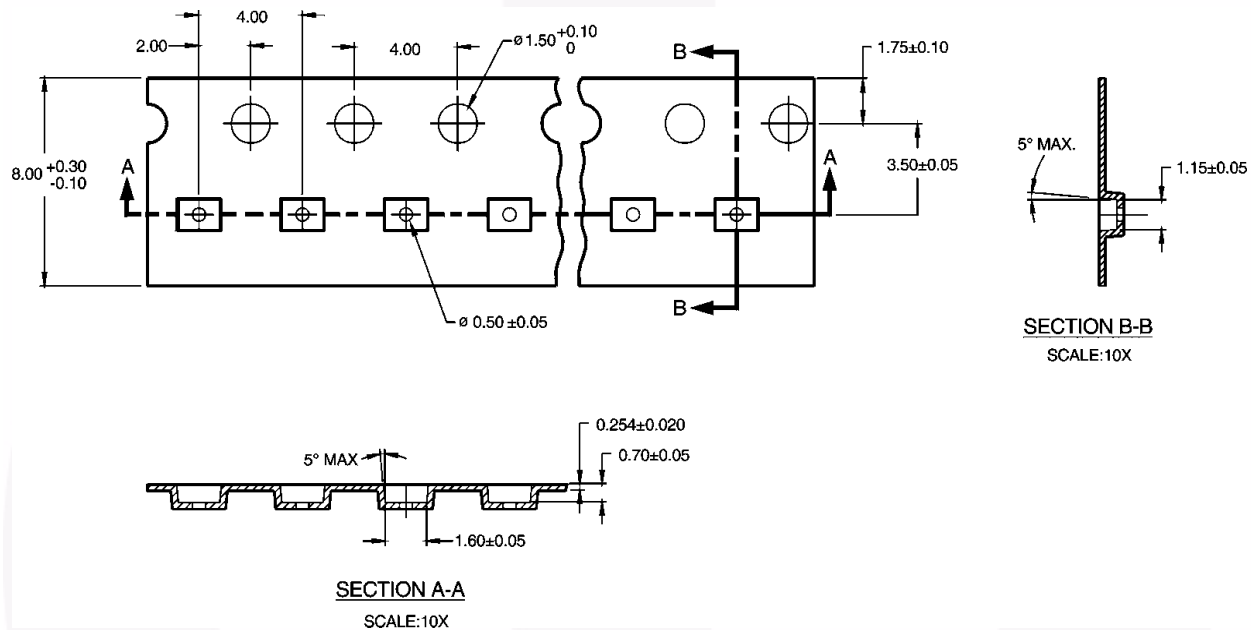 4.00
2.00
4.00
ø1.50 +0.10
0
B
1.75±0.10
8.00 +0.30
-0.10
A
A
3.50±0.05
5° MAX.
1.15±0.05
ø 0.50 ±0.05
B
SECTION B-B
SCALE:10X
0.254±0.020
5° MAX
0.70±0.05
1.60±0.05
SECTION A-A
SCALE:10X